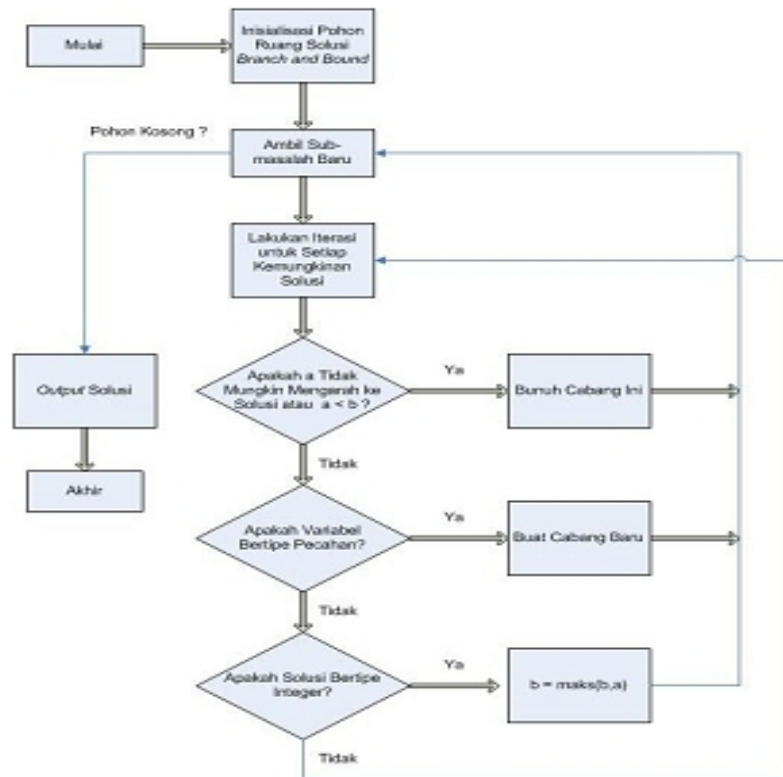 Mulai
Inisialisasi Pohon
Ruang Solusi
Branch and Bound
Pohon Kosong ?
Ambil Sub-
masalah Baru
Lakukan Iterasi
untuk Setiap
Kemungkinan
Solusi
Output Solusi
Akhir
Apakah a Tidak
Mungkin Mengarah ke
Solusi atau a < b ?
Ya
Bunuh Cabang Ini
Tidak
Apakah Variabel
Bertipe Pecahan?
Ya
Buat Cabang Baru
Tidak
Apakah Solusi Bertipe
Integer?
Ya
b = maks(b,a)
Tidak